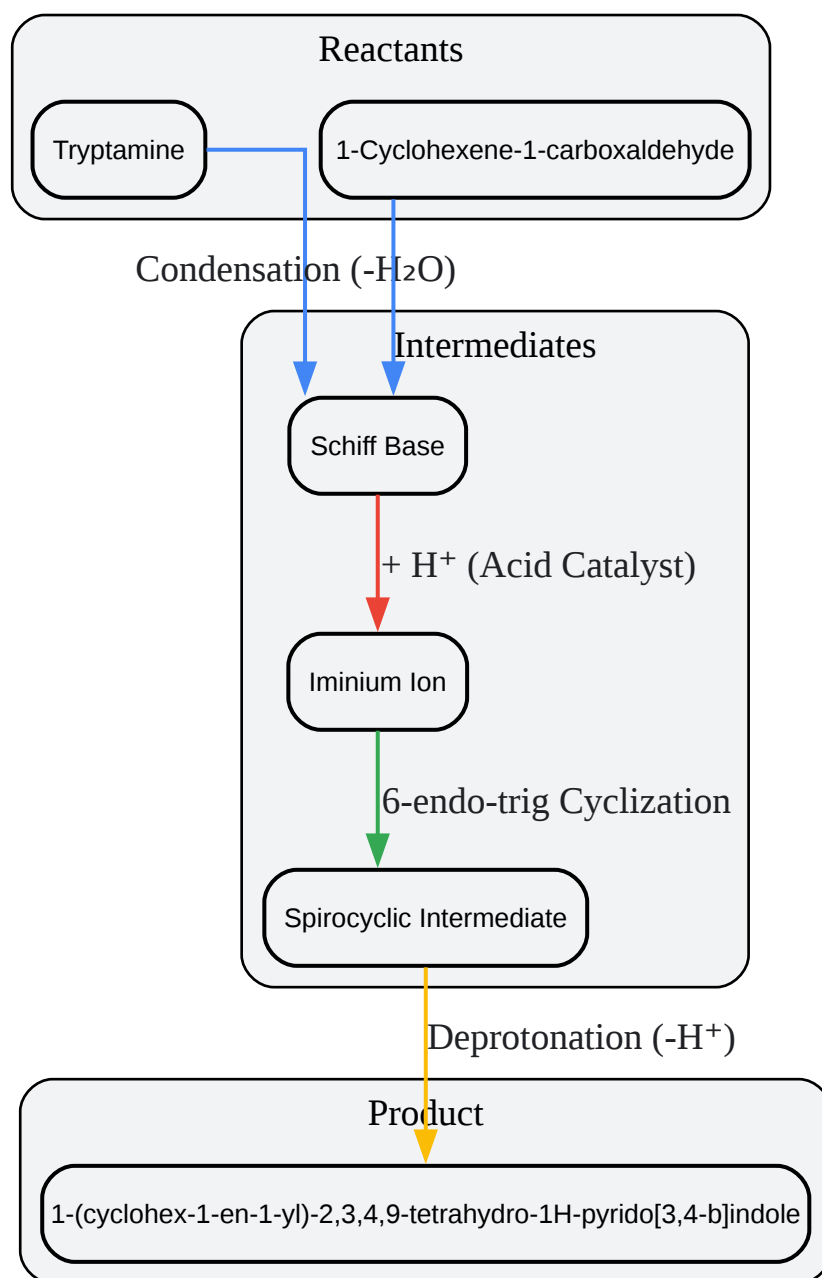 Reactants
Tryptamine
1-Cyclohexene-1-carboxaldehyde
Condensation (-H₂O)
Intermediates
Schiff Base
+ H⁺ (Acid Catalyst)
Iminium Ion
6-endo-trig Cyclization
Spirocyclic Intermediate
Deprotonation (-H⁺)
Product
1-(cyclohex-1-en-1-yl)-2,3,4,9-tetrahydro-1H-pyrido[3,4-b]indole